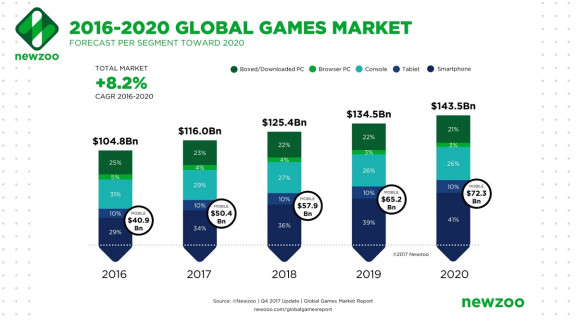 2016-2020 GLOBAL GAMES MARKET
FORECAST PER SEGMENT TOWARD 2020
newzoo
TOTAL MARKET
+8.2%
CAGR 2016-2020
Boxed/Downloaded PC Browser PC Console Tablet Smartphone
$104.8Bn
25%
5%
31%
10%
29%
MOBILE
$40.9
Bn
2016
$116.0Bn
23%
4%
29%
10%
34%
MOBILE
$50.4
Bn
2017
$125.4Bn
22%
4%
27%
10%
36%
MOBILE
$57.9
Bn
2018
$134.5Bn
22%
3%
26%
10%
39%
MOBILE
$65.2
Bn
2019
$143.5Bn
21%
3%
26%
10%
41%
MOBILE
$72.3
Bn
2020
©2017 Newzoo
Source: ©Newzoo | Q4 2017 Update | Global Games Market Report
newzoo.com/globalgamesreport
newzoo